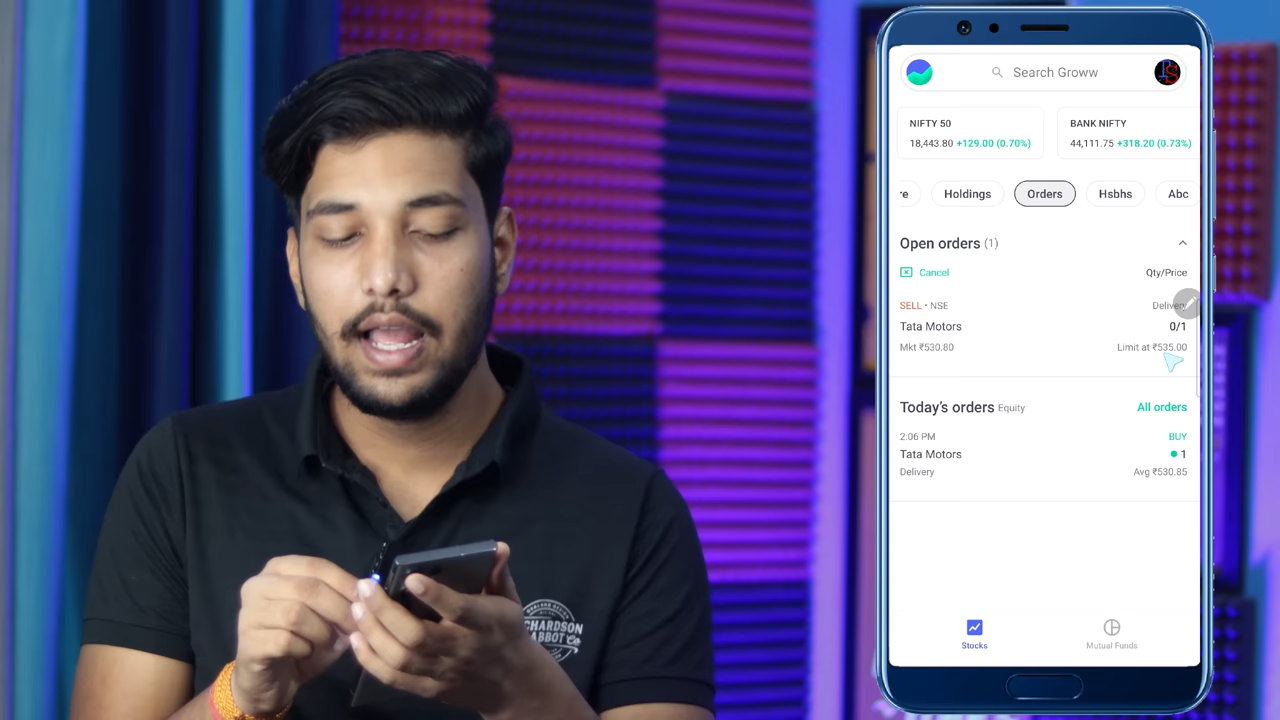 Search Groww
NIFTY 50
18,443.80 +129.00 (0.70%)
BANK NIFTY
44,111.75 +318.20 (0.73%)
re
Holdings
Orders
Hsbhs
Abc
Open orders (1)
Cancel
Qty/Price
SELL • NSE
Delivery
Tata Motors
0/1
Mkt ₹530.80
Limit at ₹535.00
Today's orders Equity
All orders
2:06 PM
BUY
Tata Motors
1
Delivery
Avg ₹530.85
Stocks
Mutual Funds
CHARDSON
ABBOT Co